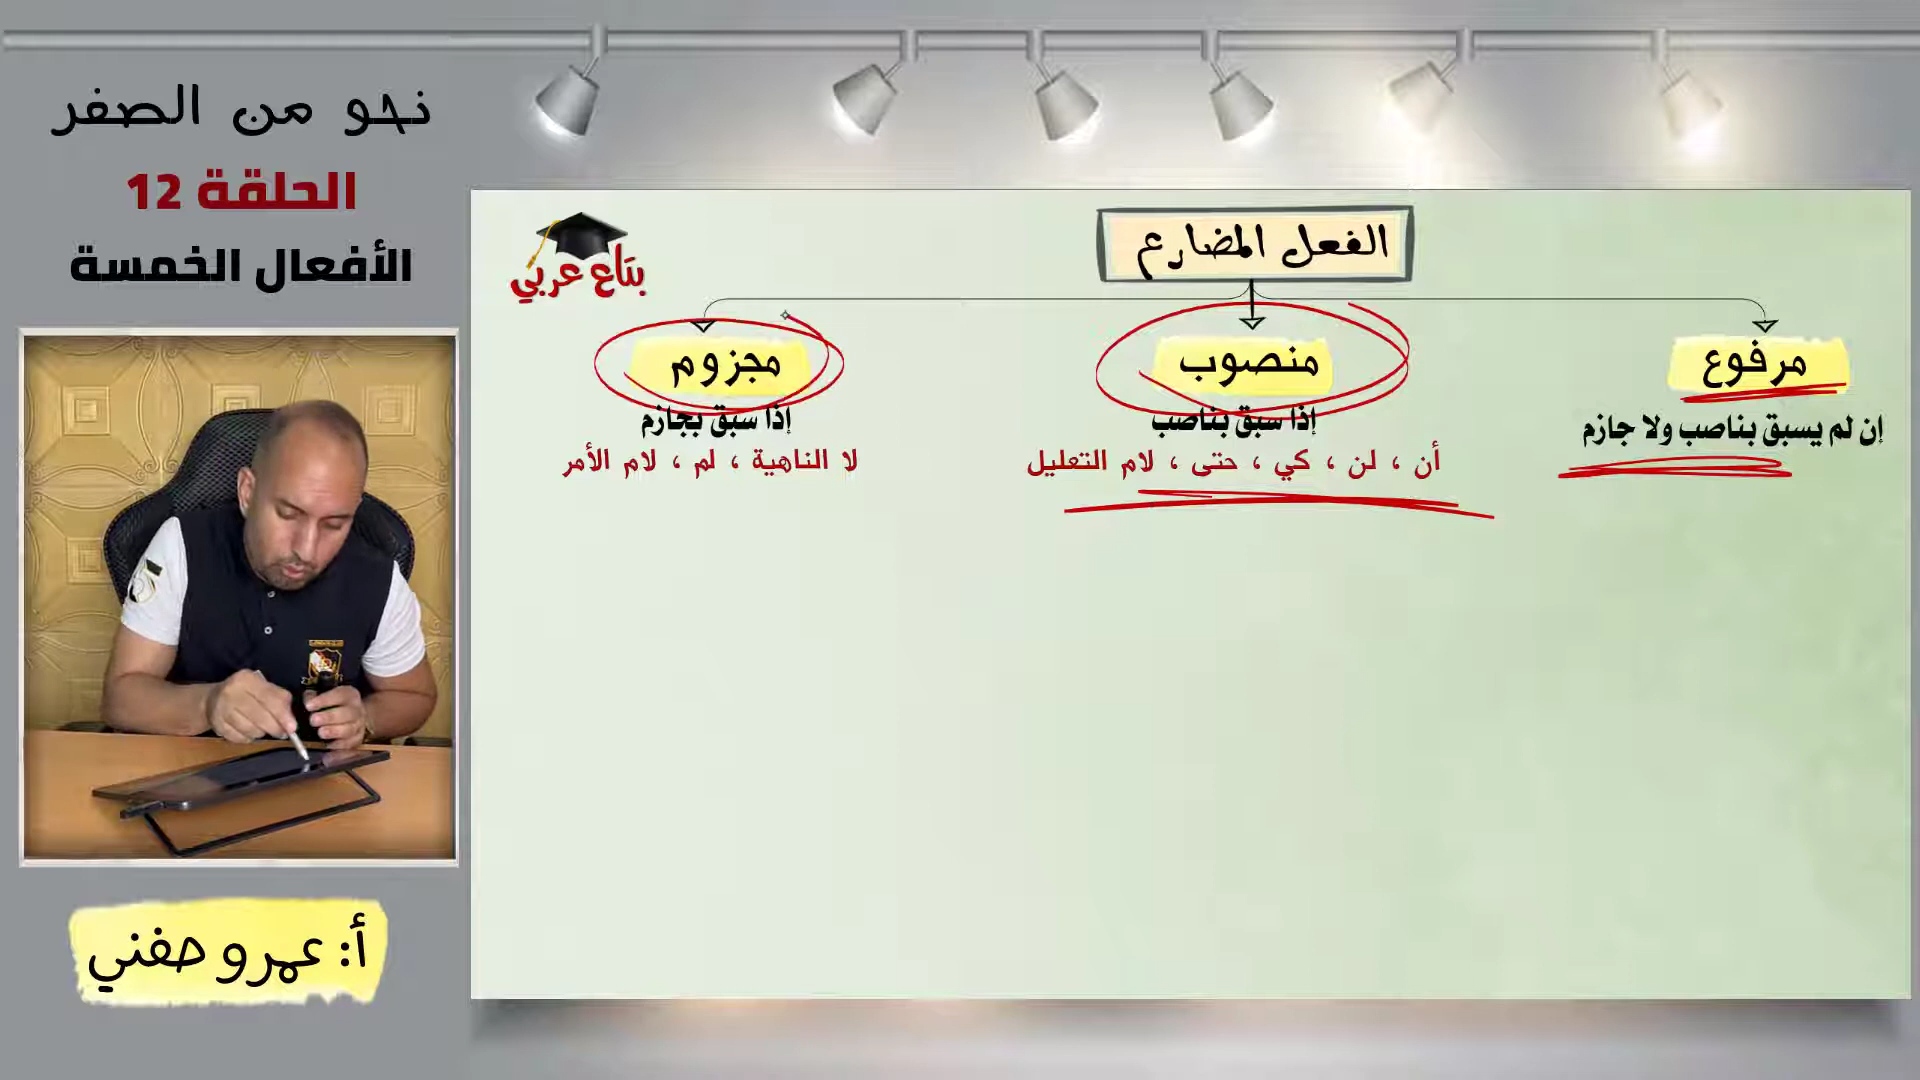 نحو من الصفر
الحلقة 12
الأفعال الخمسة
أ: عمرو حفني
بتاع عربي
الفعل المضارع
مرفوع
إن لم يسبق بناصب ولا جازم
منصوب
إذا سبق بناصب
أن ، لن ، كي ، حتى ، لام التعليل
مجزوم
إذا سبق بجازم
لا الناهية ، لم ، لام الأمر